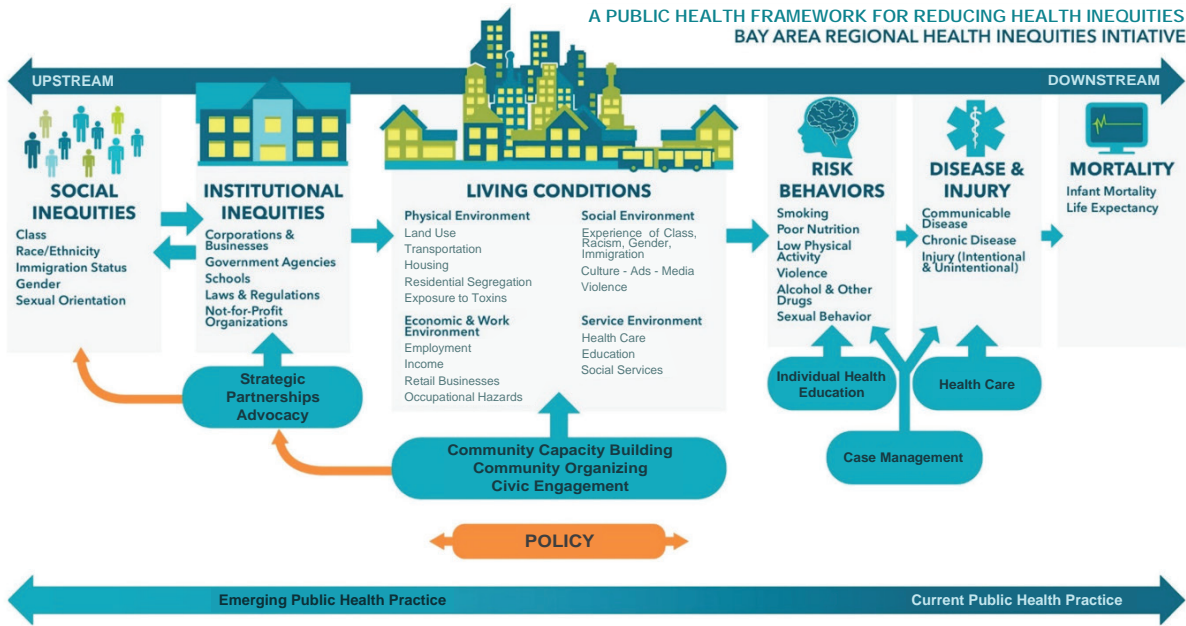 A PUBLIC HEALTH FRAMEWORK FOR REDUCING HEALTH INEQUITIES
BAY AREA REGIONAL HEALTH INEQUITIES INTIATIVE
UPSTREAM
DOWNSTREAM
SOCIAL
INEQUITIES
Class
Race/Ethnicity
Immigration Status
Gender
Sexual Orientation
INSTITUTIONAL
INEQUITIES
Corporations &
Businesses
Government Agencies
Schools
Laws & Regulations
Not-for-Profit
Organizations
LIVING CONDITIONS
Physical Environment
Land Use
Transportation
Housing
Residential Segregation
Exposure to Toxins
Economic & Work
Environment
Employment
Income
Retail Businesses
Occupational Hazards
Social Environment
Experience of Class,
Racism, Gender,
Immigration
Culture - Ads - Media
Violence
Service Environment
Health Care
Education
Social Services
RISK
BEHAVIORS
Smoking
Poor Nutrition
Low Physical
Activity
Violence
Alcohol & Other
Drugs
Sexual Behavior
DISEASE &
INJURY
Communicable
Disease
Chronic Disease
Injury (Intentional
& Unintentional)
MORTALITY
Infant Mortality
Life Expectancy
Strategic
Partnerships
Advocacy
Community Capacity Building
Community Organizing
Civic Engagement
Individual Health
Education
Health Care
Case Management
POLICY
Emerging Public Health Practice
Current Public Health Practice